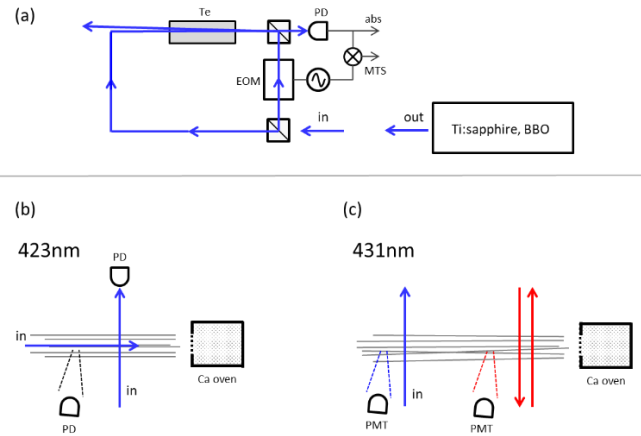 (a)
Te
PD
abs
EOM
MTS
in
out
Ti:sapphire, BBO
(b)
(c)
423nm
431nm
PD
in
Ca oven
in
PD
in
Ca oven
PMT
PMT